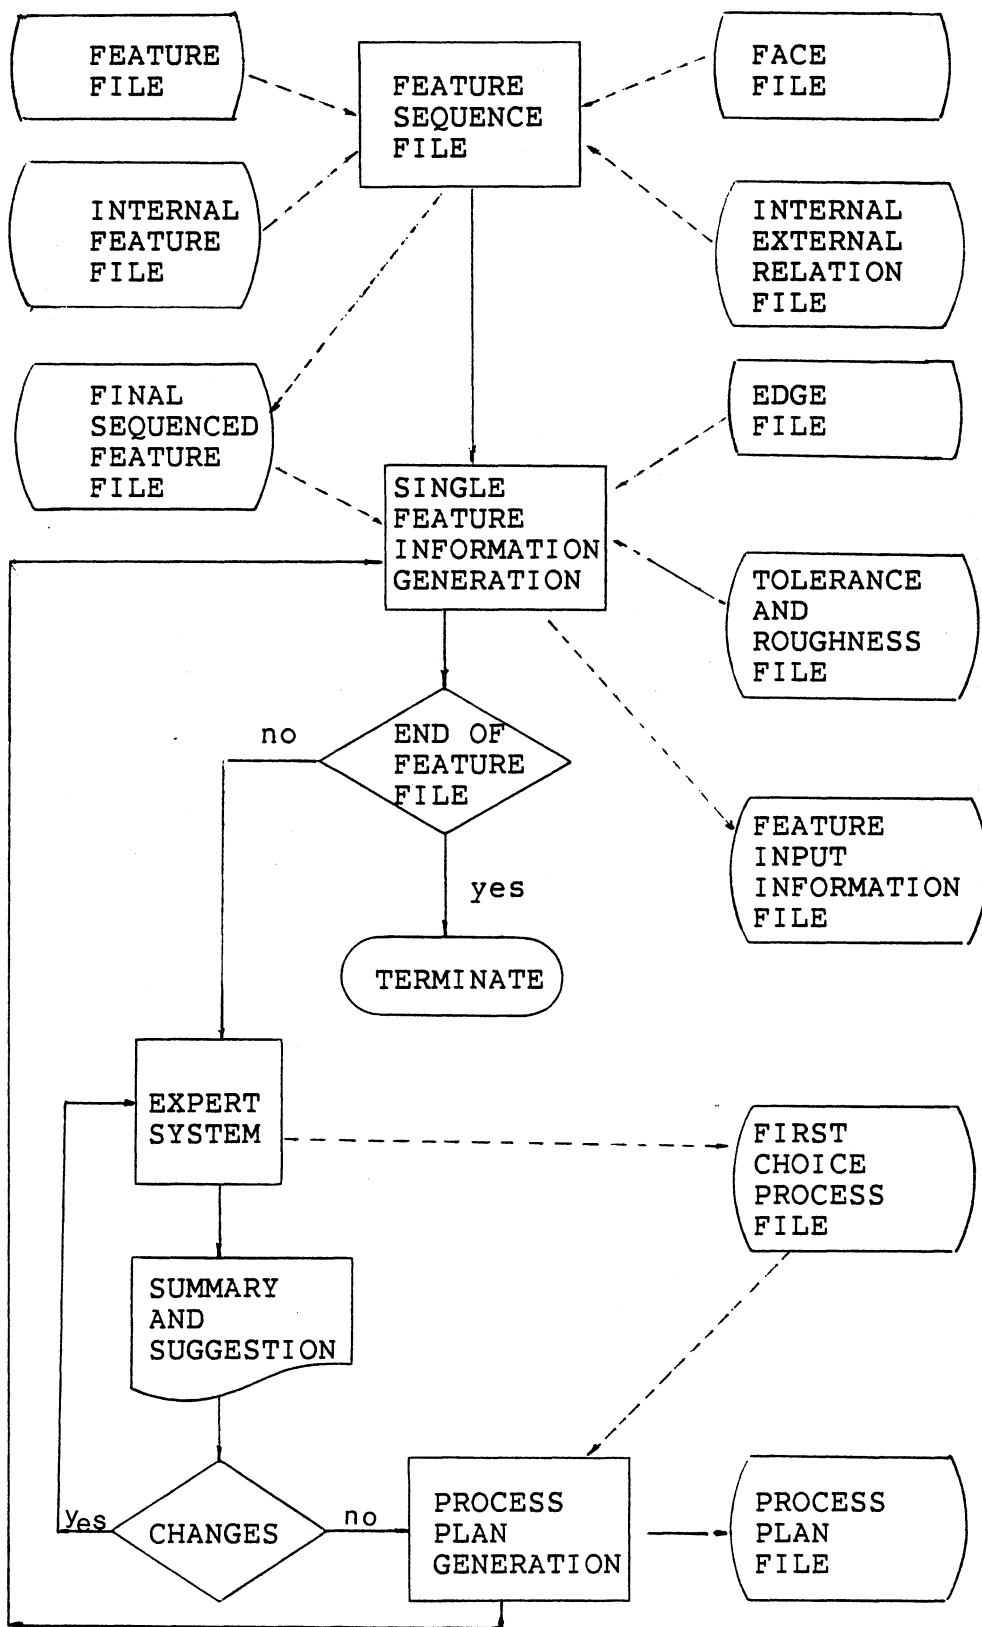 FEATURE
FILE
FEATURE
SEQUENCE
FILE
FACE
FILE
INTERNAL
FEATURE
FILE
INTERNAL
EXTERNAL
RELATION
FILE
FINAL
SEQUENCED
FEATURE
FILE
EDGE
FILE
SINGLE
FEATURE
INFORMATION
GENERATION
TOLERANCE
AND
ROUGHNESS
FILE
no
END OF
FEATURE
FILE
yes
FEATURE
INPUT
INFORMATION
FILE
TERMINATE
EXPERT
SYSTEM
FIRST
CHOICE
PROCESS
FILE
SUMMARY
AND
SUGGESTION
yes
CHANGES
no
PROCESS
PLAN
GENERATION
PROCESS
PLAN
FILE